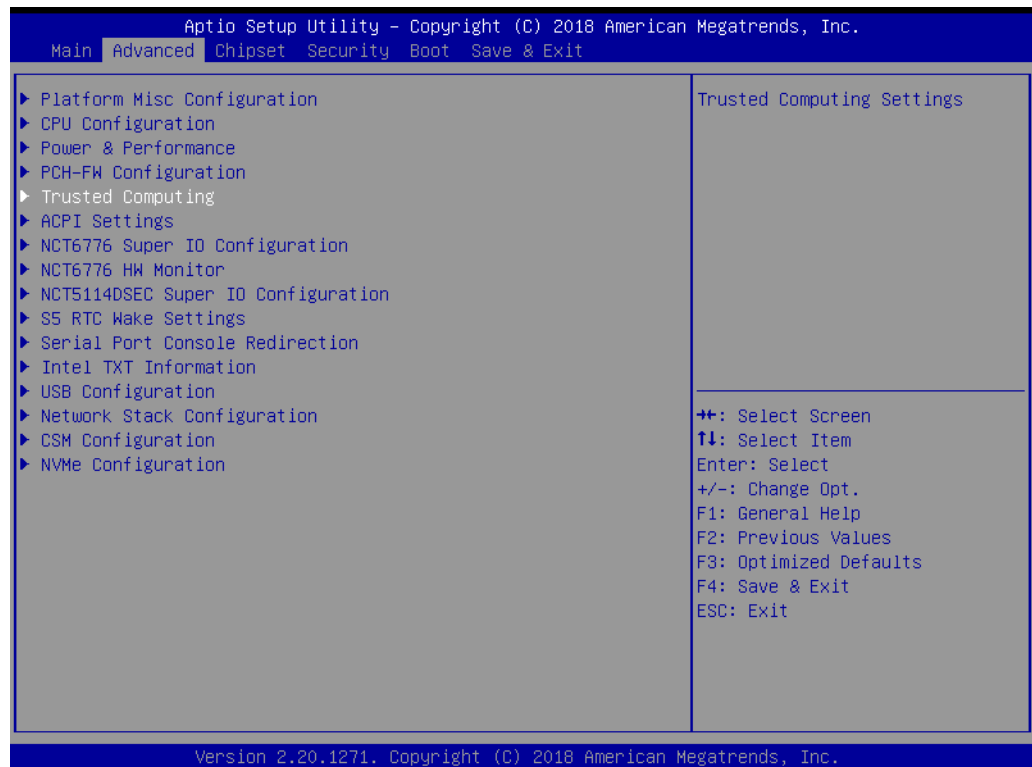 Aptio Setup Utility – Copyright (C) 2018 American Megatrends, Inc.
Main Advanced Chipset Security Boot Save & Exit
▶ Platform Misc Configuration
▶ CPU Configuration
▶ Power & Performance
▶ PCH-FW Configuration
▶ Trusted Computing
▶ ACPI Settings
▶ NCT6776 Super IO Configuration
▶ NCT6776 HW Monitor
▶ NCT5114DSEC Super IO Configuration
▶ S5 RTC Wake Settings
▶ Serial Port Console Redirection
▶ Intel TXT Information
▶ USB Configuration
▶ Network Stack Configuration
▶ CSM Configuration
▶ NVMe Configuration
Trusted Computing Settings
→←: Select Screen
↑↓: Select Item
Enter: Select
+/-: Change Opt.
F1: General Help
F2: Previous Values
F3: Optimized Defaults
F4: Save & Exit
ESC: Exit
Version 2.20.1271. Copyright (C) 2018 American Megatrends, Inc.